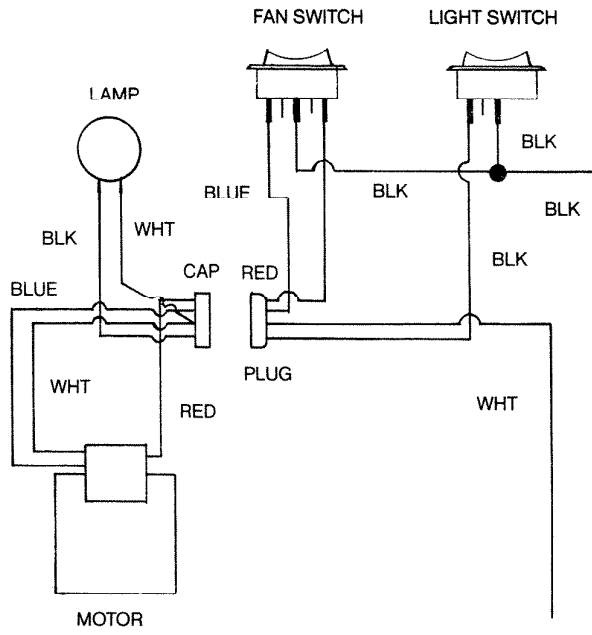 FAN SWITCH
LIGHT SWITCH
LAMP
BLK
BLUE
BLK
BLK
WHT
BLK
CAP
RED
BLK
BLUE
PLUG
WHT
RED
WHT
MOTOR